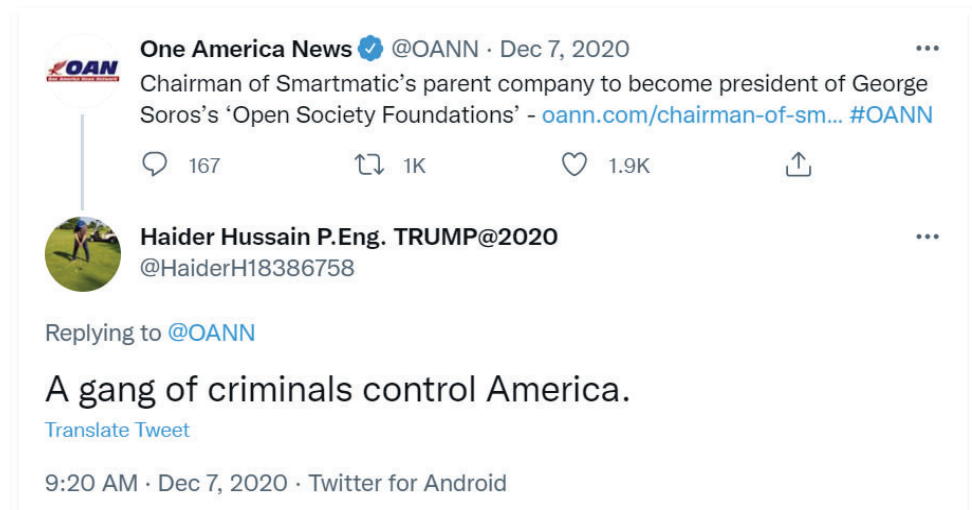 One America News @OANN · Dec 7, 2020
OAN
Chairman of Smartmatic's parent company to become president of George
Soros's ‘Open Society Foundations’ - oann.com/chairman-of-sm... #OANN
167 1K 1.9K
Haider Hussain P.Eng. TRUMP@2020
@HaiderH18386758
Replying to @OANN
A gang of criminals control America.
Translate Tweet
9:20 AM · Dec 7, 2020 · Twitter for Android